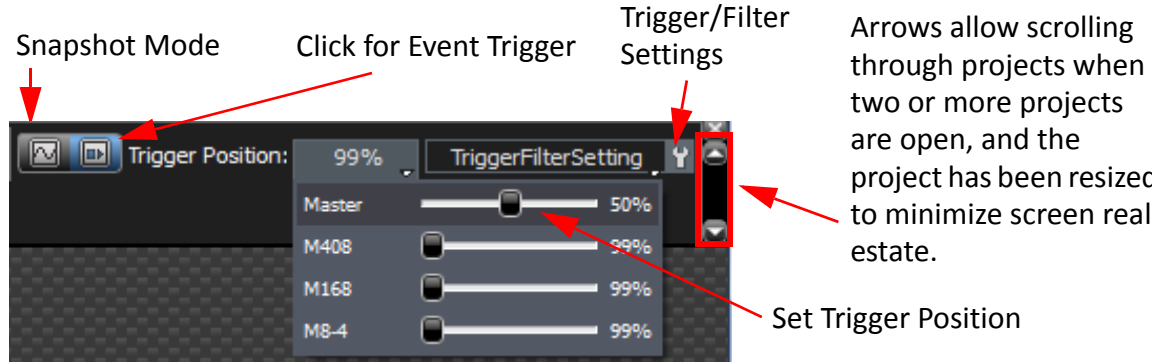 Snapshot Mode
Click for Event Trigger
Trigger/Filter
Settings
Arrows allow scrolling
through projects when
two or more projects
are open, and the
project has been resized
to minimize screen real
estate.
Trigger Position: 99% TriggerFilterSetting
Master 50%
M408 99%
M168 99%
M8-4 99%
Set Trigger Position